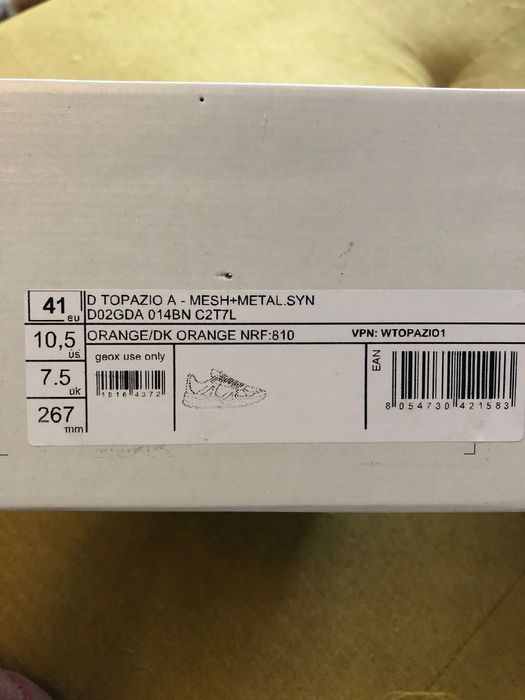 41 eu
D TOPAZIO A - MESH+METAL.SYN
D02GDA 014BN C2T7L
10,5 us
ORANGE/DK ORANGE NRF:810
VPN: WTOPAZIO1
7.5 uk
267 mm
geox use only
10164372
EAN
8 054730 421583